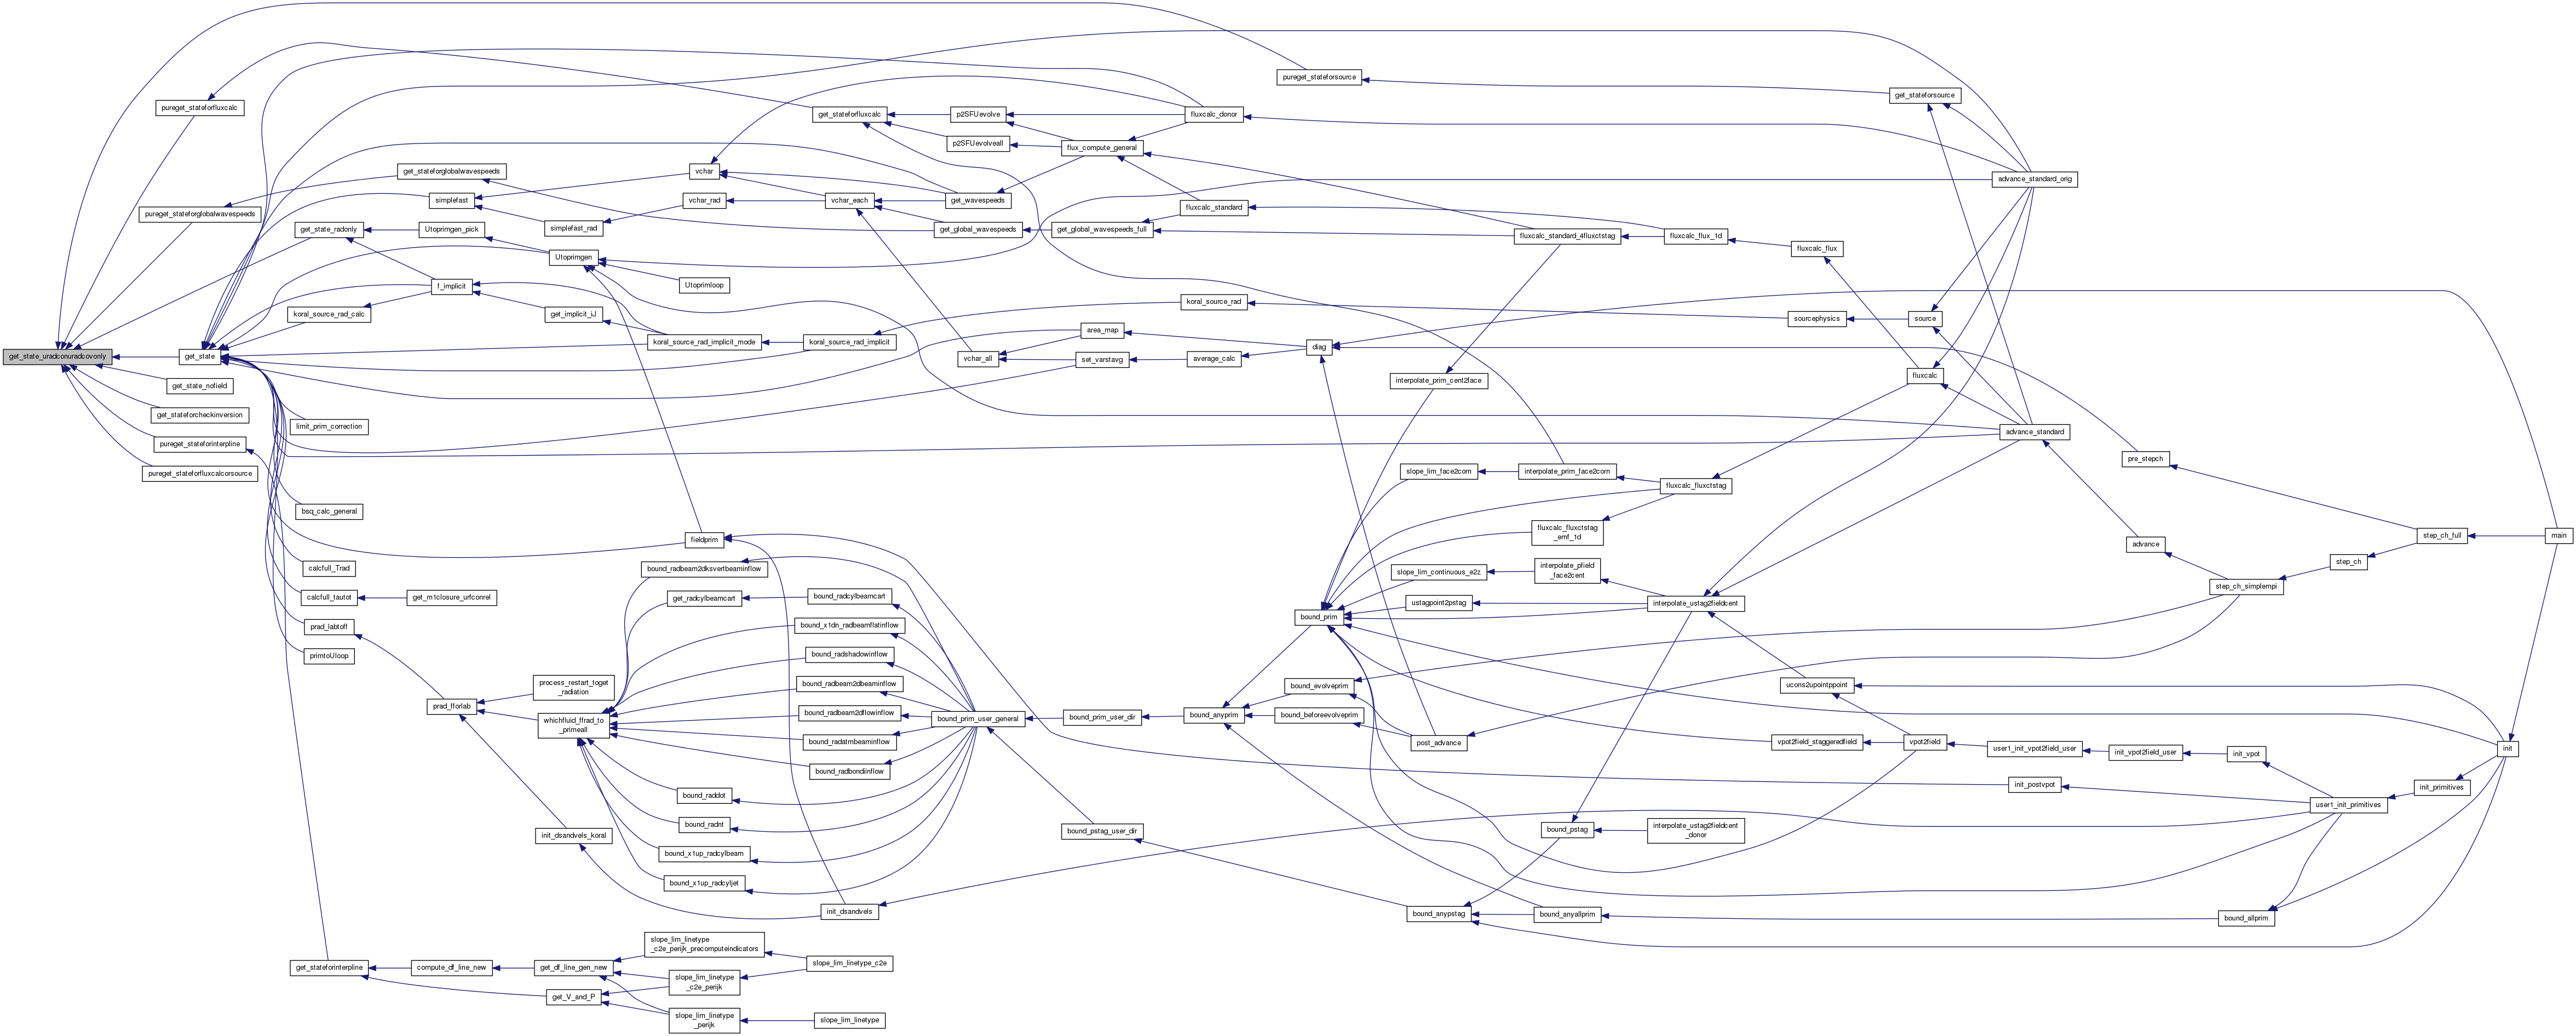 get_state_uradconuradcovonly
pureget_stateforfluxcalc
pureget_stateforglobalwavespeeds
get_state
get_state_nofield
get_stateforcheckinversion
pureget_stateforinterpline
pureget_stateforfluxcalcorsource
get_state_radonly
koral_source_rad_calc
limit_prim_correction
bsq_calc_general
calcfull_Trad
calcfull_tautot
prad_labtoff
primtoUloop
get_stateforinterpline
get_stateforglobalwavespeeds
simplefast
Utoprimgen_pick
f_implicit
get_m1closure_urfconrel
prad_fforlab
compute_df_line_new
simplefast_rad
Utoprimgen
get_implicit_iJ
process_restart_toget
_radiation
whichfluid_ffrad_to
_primeall
init_dsandvels_koral
get_df_line_gen_new
get_V_and_P
vchar
vchar_rad
Utoprimloop
koral_source_rad_implicit_mode
fieldprim
bound_radbeam2dksvertbeaminflow
get_radcylbeamcart
bound_raddot
bound_radnt
bound_x1up_radcylbeam
bound_x1up_radcyljet
slope_lim_linetype
_c2e_perijk_precomputeindicators
slope_lim_linetype
_c2e_perijk
slope_lim_linetype
_perijk
get_stateforfluxcalc
vchar_each
koral_source_rad_implicit
bound_radcylbeamcart
bound_x1dn_radbeamflatinflow
bound_radshadowinflow
bound_radbeam2dbeaminflow
bound_radbeam2dflowinflow
bound_radatmbeaminflow
bound_radbondiinflow
init_dsandvels
slope_lim_linetype_c2e
slope_lim_linetype
p2SFUevolve
p2SFUevolveall
get_wavespeeds
get_global_wavespeeds
vchar_all
bound_prim_user_general
flux_compute_general
get_global_wavespeeds_full
area_map
set_varstavg
bound_prim_user_dir
bound_pstag_user_dir
fluxcalc_donor
fluxcalc_standard
koral_source_rad
average_calc
bound_anyprim
pureget_stateforsource
diag
bound_prim
bound_evolveprim
bound_beforeevolveprim
interpolate_prim_cent2face
slope_lim_face2corn
slope_lim_continuous_e2z
ustagpoint2pstag
post_advance
bound_anypstag
fluxcalc_standard_4fluxctstag
interpolate_prim_face2corn
fluxcalc_fluxctstag
_emf_1d
interpolate_pfield
_face2cent
bound_pstag
bound_anyallprim
fluxcalc_flux_1d
fluxcalc_fluxctstag
interpolate_ustag2fieldcent
interpolate_ustag2fieldcent
_donor
fluxcalc_flux
sourcephysics
ucons2upointppoint
vpot2field_staggeredfield
get_stateforsource
source
fluxcalc
vpot2field
advance_standard_orig
advance_standard
user1_init_vpot2field_user
init_postvpot
pre_stepch
advance
init_vpot2field_user
step_ch_simplempi
init_vpot
bound_allprim
step_ch
user1_init_primitives
step_ch_full
init_primitives
init
main